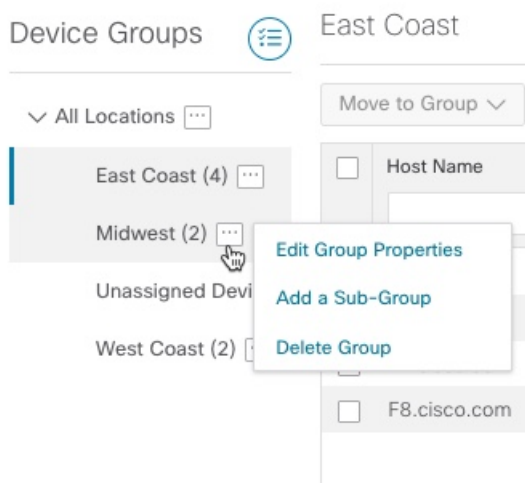 Device Groups
All Locations
East Coast (4)
Midwest (2)
Unassigned Devi
West Coast (2)
East Coast
Move to Group
Host Name
Edit Group Properties
Add a Sub-Group
Delete Group
F8.cisco.com